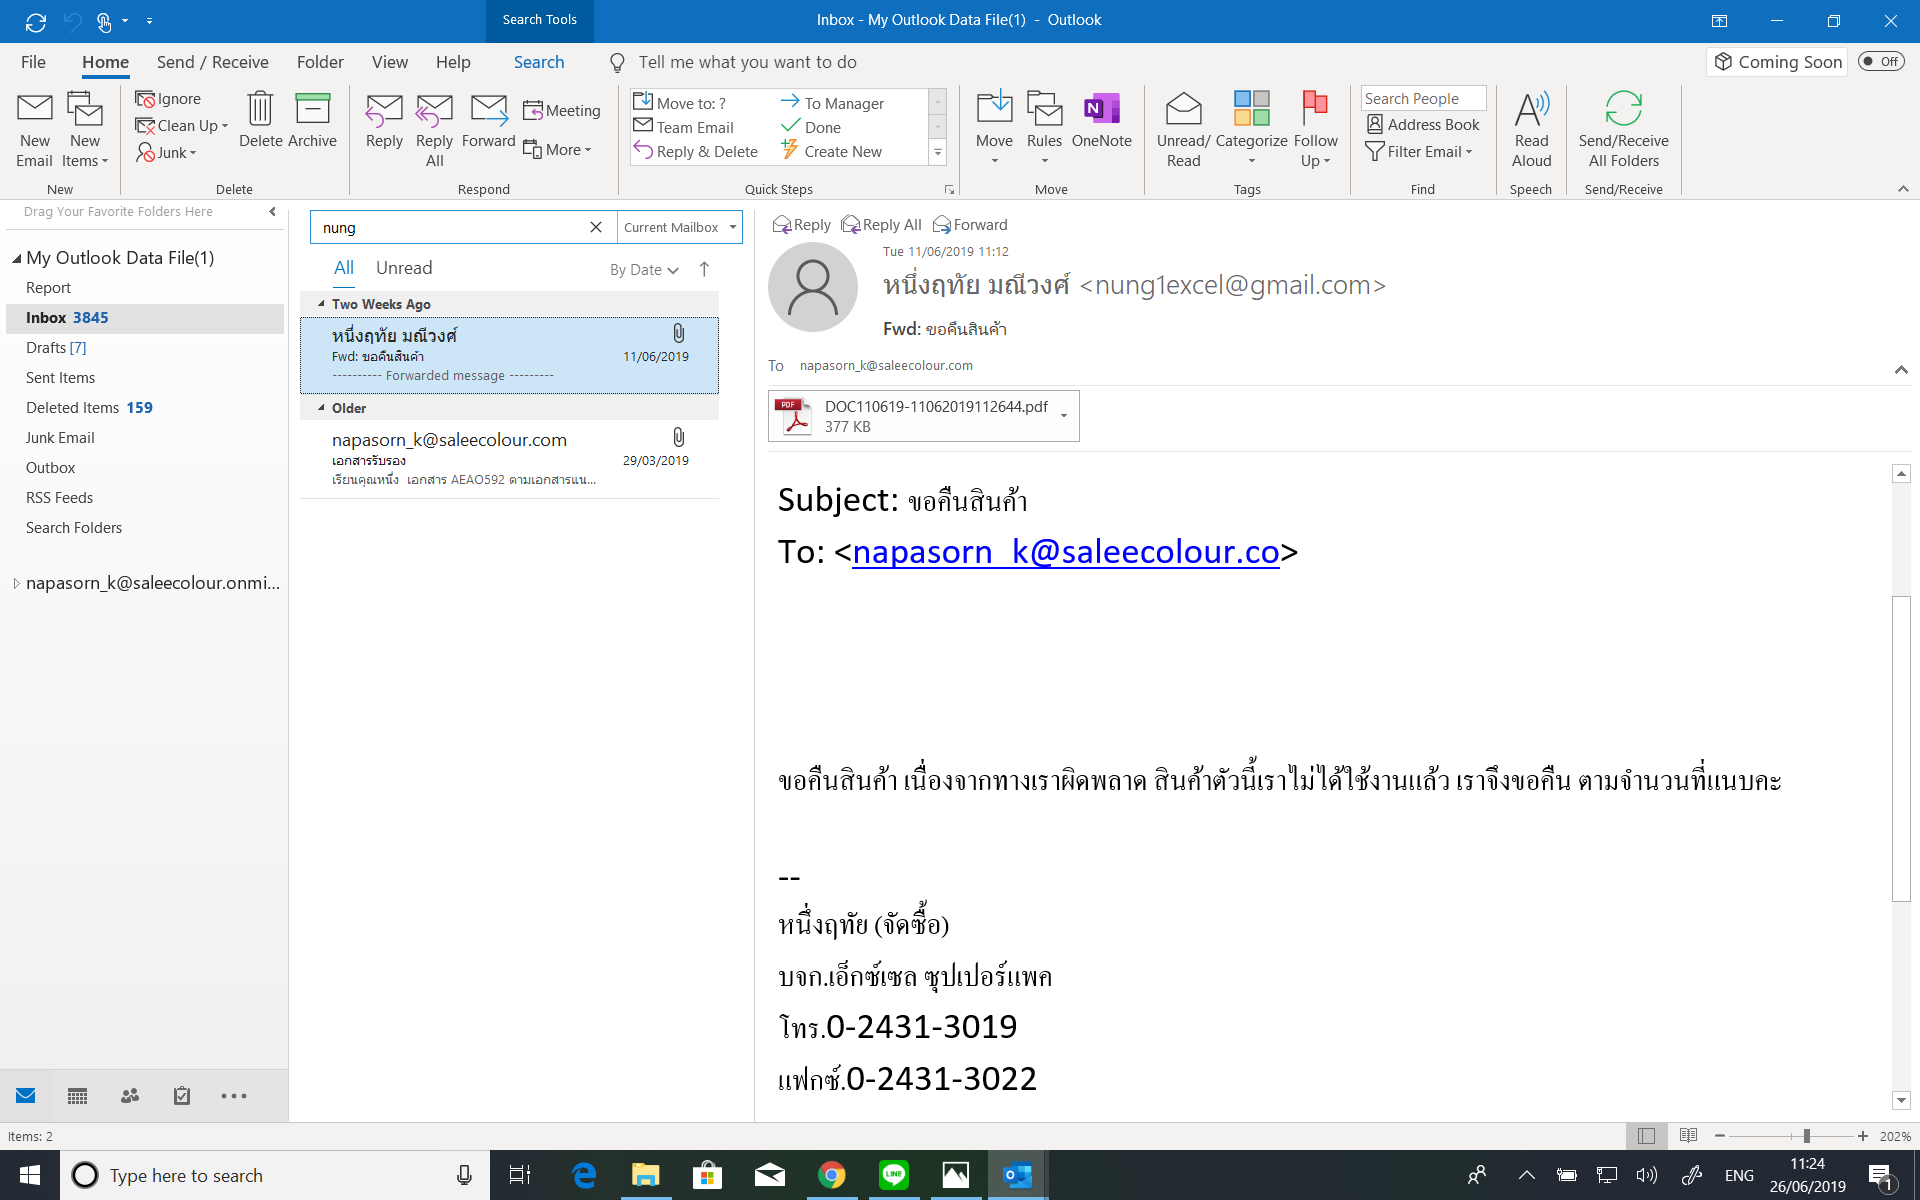 Search Tools
Inbox - My Outlook Data File(1) - Outlook
File Home Send / Receive Folder View Help Search Tell me what you want to do Coming Soon Off
New Email
New Items
New
Ignore
Clean Up
Junk
Delete
Archive
Delete
Reply
Reply All
Forward
Meeting
More
Respond
Move to: ?
Team Email
Reply & Delete
To Manager
Done
Create New
Quick Steps
Move
Rules
OneNote
Move
Unread/ Read
Categorize
Follow Up
Tags
Search People
Address Book
Filter Email
Find
Read Aloud
Speech
Send/Receive All Folders
Send/Receive
Drag Your Favorite Folders Here
My Outlook Data File(1)
Report
Inbox 3845
Drafts [7]
Sent Items
Deleted Items 159
Junk Email
Outbox
RSS Feeds
Search Folders
napasorn_k@saleecolour.onmi...
nung
Current Mailbox
All Unread By Date
Two Weeks Ago
หนึ่งฤทัย มณีวงศ์
Fwd: ขอคืนสินค้า 11/06/2019
---------- Forwarded message ---------
Older
napasorn_k@saleecolour.com
เอกสารรับรอง 29/03/2019
เรียนคุณหนึ่ง เอกสาร AEAO592 ตามเอกสารแน...
Reply Reply All Forward
Tue 11/06/2019 11:12
หนึ่งฤทัย มณีวงศ์ <nung1excel@gmail.com>
Fwd: ขอคืนสินค้า
To napasorn_k@saleecolour.com
DOC110619-11062019112644.pdf
377 KB
Subject: ขอคืนสินค้า
To: <napasorn_k@saleecolour.co>
ขอคืนสินค้า เนื่องจากทางเราผิดพลาด สินค้าตัวนี้เราไม่ได้ใช้งานแล้ว เราจึงขอคืน ตามจำนวนที่แนบคะ
--
หนึ่งฤทัย (จัดซื้อ)
บจก.เอ็กซ์เซล ซุปเปอร์แพค
โทร.0-2431-3019
แฟกซ์.0-2431-3022
Items: 2
202%
Type here to search
LINE
ENG
11:24
26/06/2019
1